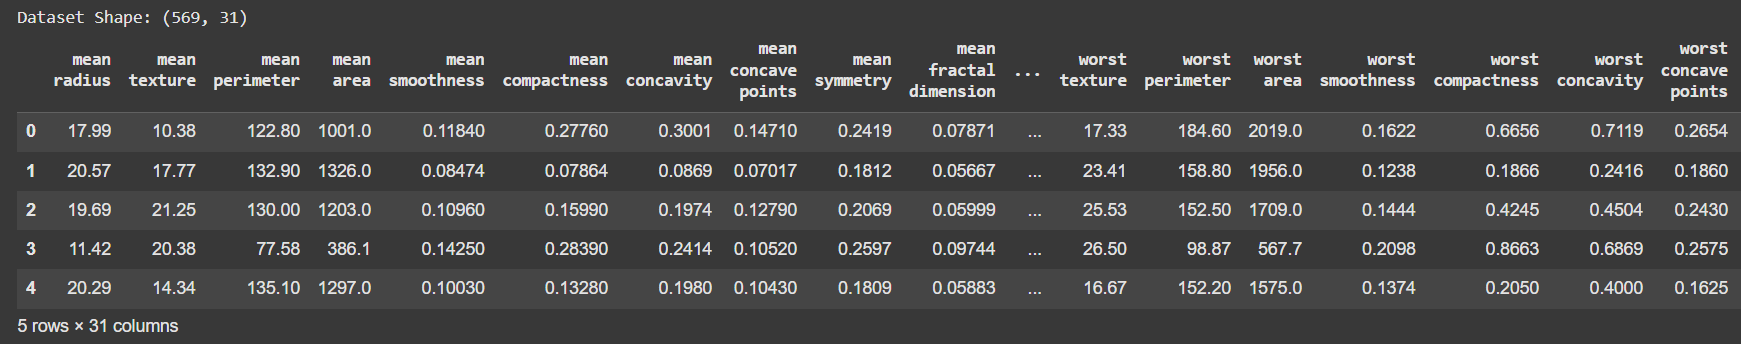 Dataset Shape: (569, 31)
mean radius mean texture mean perimeter mean area mean smoothness mean compactness mean concavity mean concave points mean symmetry mean fractal dimension ... worst texture worst perimeter worst area worst smoothness worst compactness worst concavity worst concave points
0 17.99 10.38 122.80 1001.0 0.11840 0.27760 0.3001 0.14710 0.2419 0.07871 ... 17.33 184.60 2019.0 0.1622 0.6656 0.7119 0.2654
1 20.57 17.77 132.90 1326.0 0.08474 0.07864 0.0869 0.07017 0.1812 0.05667 ... 23.41 158.80 1956.0 0.1238 0.1866 0.2416 0.1860
2 19.69 21.25 130.00 1203.0 0.10960 0.15990 0.1974 0.12790 0.2069 0.05999 ... 25.53 152.50 1709.0 0.1444 0.4245 0.4504 0.2430
3 11.42 20.38 77.58 386.1 0.14250 0.28390 0.2414 0.10520 0.2597 0.09744 ... 26.50 98.87 567.7 0.2098 0.8663 0.6869 0.2575
4 20.29 14.34 135.10 1297.0 0.10030 0.13280 0.1980 0.10430 0.1809 0.05883 ... 16.67 152.20 1575.0 0.1374 0.2050 0.4000 0.1625
5 rows × 31 columns